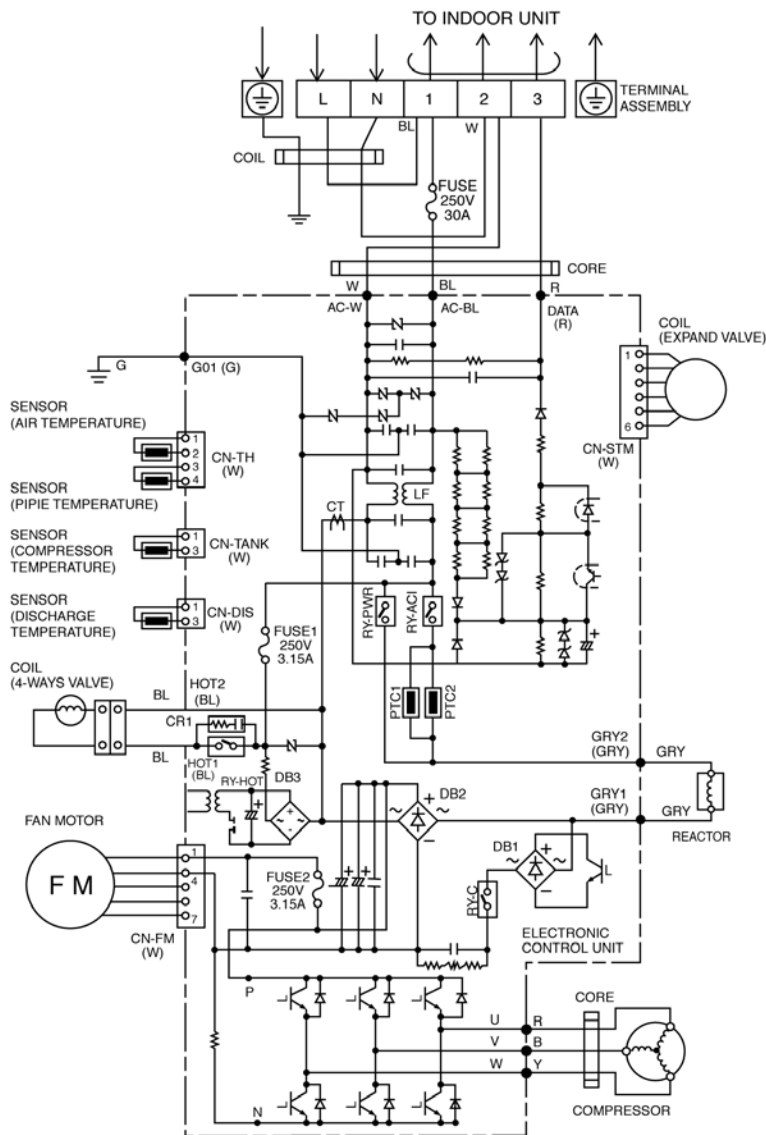 TO INDOOR UNIT
L N 1 2 3
TERMINAL
ASSEMBLY
BL W
COIL
FUSE
250V
30A
CORE
W BL R
AC-W AC-BL DATA
(R)
COIL
(EXPAND VALVE)
1
6
CN-STM
(W)
G G01 (G)
SENSOR
(AIR TEMPERATURE)
1
2
3
4
CN-TH
(W)
SENSOR
(PIPIE TEMPERATURE)
CT LF
SENSOR
(COMPRESSOR
TEMPERATURE)
1
3
CN-TANK
(W)
SENSOR
(DISCHARGE
TEMPERATURE)
1
3
CN-DIS
(W)
RY-PWR RY-ACI
FUSE1
250V
3.15A
COIL
(4-WAYS VALVE)
BL HOT2
(BL)
PTC1 PTC2
CR1
BL HOT1
(BL)
RY-HOT DB3
GRY2
(GRY) GRY
GRY1
(GRY) GRY
REACTOR
DB2
DB1
L
RY-C
FAN MOTOR
FM
1
4
7
CN-FM
(W)
FUSE2
250V
3.15A
ELECTRONIC
CONTROL UNIT
P
L L L
CORE
U R
V B
W Y
L L L
N
COMPRESSOR